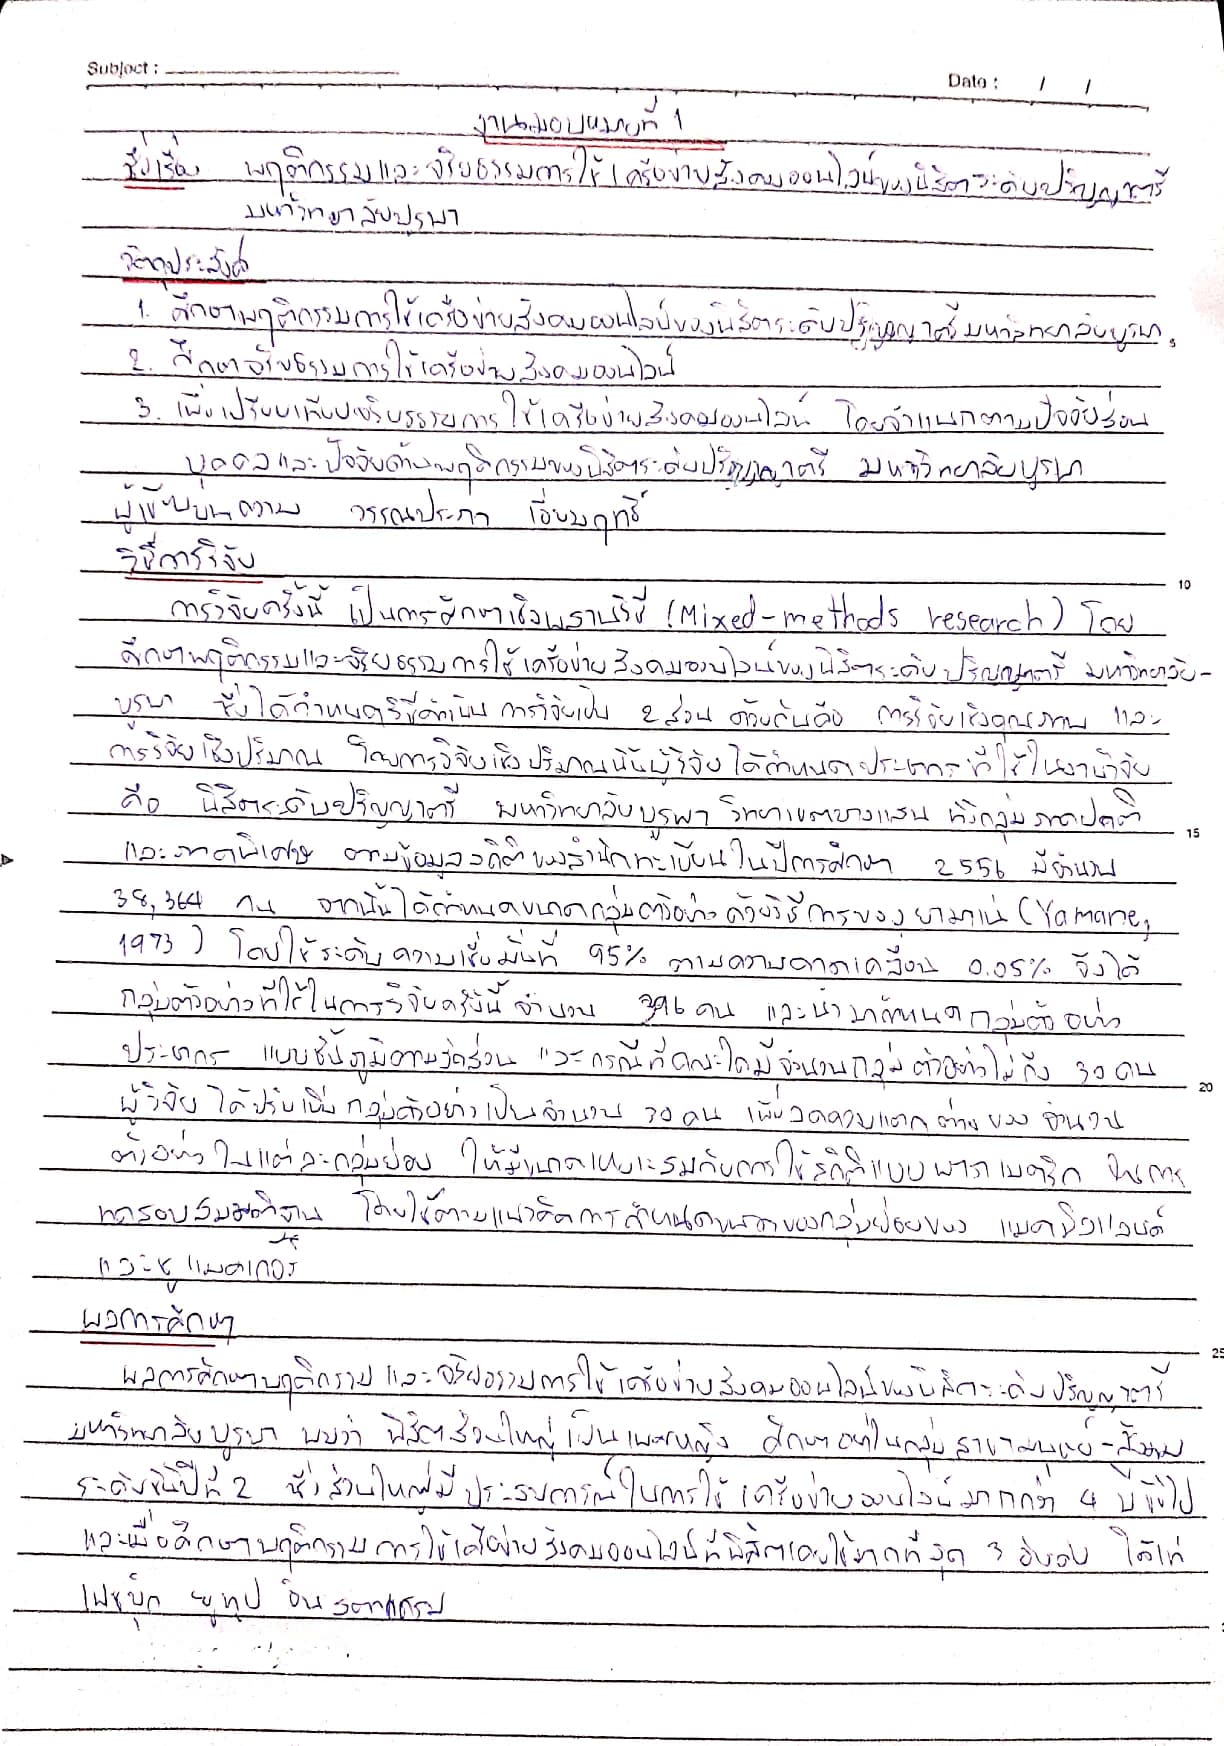 Subject :
Date : / /
งานมอบหมายที่ 1
ชื่อเรื่อง พฤติกรรมและจริยธรรมการใช้เครือข่ายสังคมออนไลน์ของนิสิตระดับปริญญาตรี
มหาวิทยาลัยบูรพา
วัตถุประสงค์
1. ศึกษาพฤติกรรมการใช้เครือข่ายสังคมออนไลน์ของนิสิตระดับปริญญาตรี มหาวิทยาลัยบูรพา
2. ศึกษาจริยธรรมการใช้เครือข่ายสังคมออนไลน์
3. เพื่อเปรียบเทียบจริยธรรมการใช้เครือข่ายสังคมออนไลน์ โดยจำแนกตามปัจจัยส่วน
บุคคลและปัจจัยด้านพฤติกรรมของนิสิตระดับปริญญาตรี มหาวิทยาลัยบูรพา
ผู้เขียนบทความ วรรณประภา เอี่ยมฤทธิ์
วิธีการวิจัย
10
การวิจัยครั้งนี้ เป็นการศึกษาเชิงผสานวิธี (Mixed-methods research) โดย
ศึกษาพฤติกรรมและจริยธรรมการใช้เครือข่ายสังคมออนไลน์ของนิสิตระดับปริญญาตรี มหาวิทยาลัย-
บูรพา ซึ่งได้กำหนดวิธีดำเนินการวิจัยเป็น 2 ส่วน ด้วยกันคือ การวิจัยเชิงคุณภาพ และ
การวิจัยเชิงปริมาณ โดยการวิจัยเชิงปริมาณนั้นผู้วิจัยได้กำหนดประชากรที่ใช้ในงานวิจัย
คือ นิสิตระดับปริญญาตรี มหาวิทยาลัยบูรพา วิทยาเขตบางแสน ทั้งกลุ่มภาคปกติ
15
และภาคพิเศษ ตามข้อมูลสถิติของสำนักทะเบียนในปีการศึกษา 2556 มีจำนวน
38,364 คน จากนั้นได้กำหนดขนาดกลุ่มตัวอย่างด้วยวิธีการของยามาเน่ (Yamane,
1973) โดยใช้ระดับความเชื่อมั่นที่ 95% ตามความคาดเคลื่อน 0.05% จึงได้
กลุ่มตัวอย่างที่ใช้ในการวิจัยครั้งนี้จำนวน 396 คน และนำมากำหนดกลุ่มตัวอย่าง
ประชากร แบบชั้นภูมิตามสัดส่วน และกรณีที่คณะใดมีจำนวนกลุ่มตัวอย่างไม่ถึง 30 คน
20
ผู้วิจัยได้ปรับเพิ่มกลุ่มตัวอย่างเป็นจำนวน 30 คน เพื่อลดความแตกต่างของจำนวน
ตัวอย่างในแต่ละกลุ่มย่อย ให้มีขนาดเหมาะสมกับการใช้สถิติแบบพาราเมตริก ในการ
ทดสอบสมมติฐาน โดยใช้ตามแนวคิดการกำหนดขนาดของกลุ่มย่อยของ แมคมิวแลนด์
และชูแมคเกอร์
ผลการศึกษา
25
ผลการศึกษาพฤติกรรม และจริยธรรมการใช้เครือข่ายสังคมออนไลน์ของนิสิตระดับปริญญาตรี
มหาวิทยาลัยบูรพา พบว่า นิสิตส่วนใหญ่เป็นเพศหญิง ศึกษาอยู่ในกลุ่มสาขามนุษย์-สังคม
ระดับชั้นปีที่ 2 ซึ่งส่วนใหญ่มีประสบการณ์ในการใช้เครือข่ายออนไลน์มากกว่า 4 ปีขึ้นไป
และเมื่อศึกษาพฤติกรรมการใช้เครือข่ายสังคมออนไลน์ที่นิสิตเคยใช้มากที่สุด 3 อันดับ ได้แก่
เฟซบุ๊ก ยูทูป อินสตาแกรม